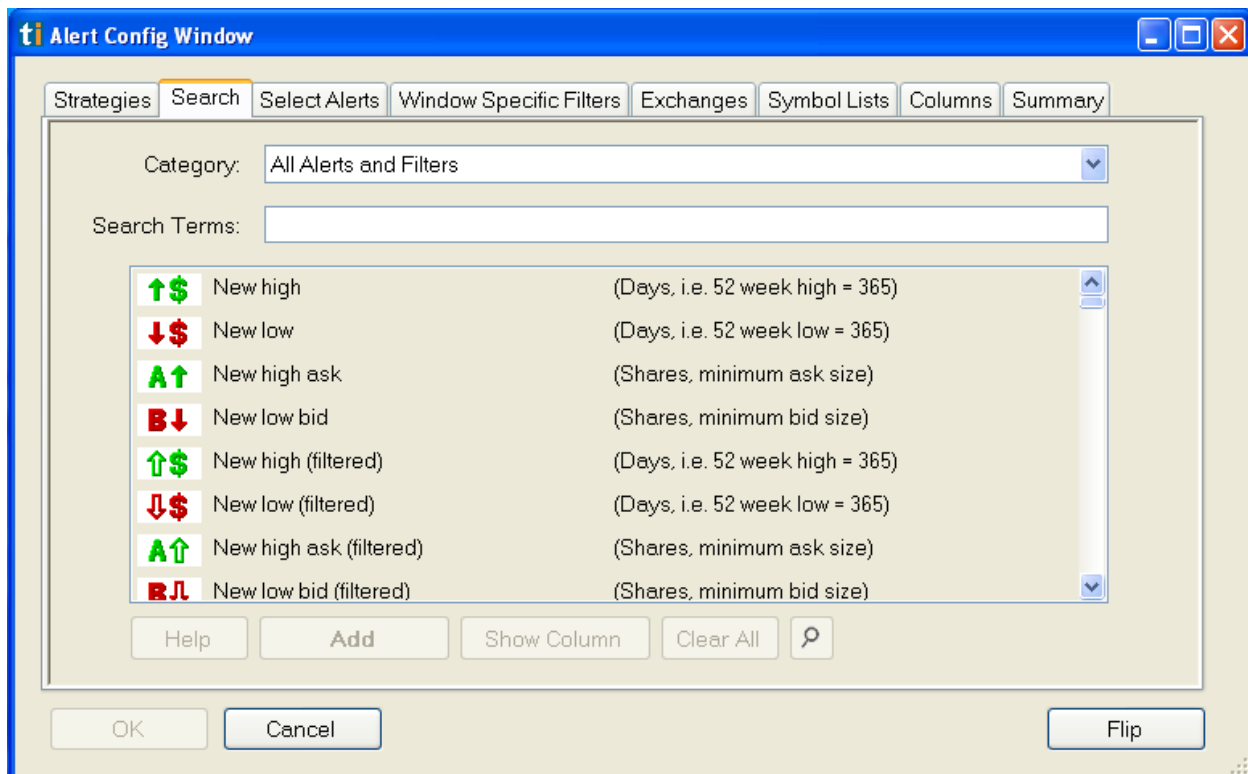 ti Alert Config Window
Strategies Search Select Alerts Window Specific Filters Exchanges Symbol Lists Columns Summary
Category: All Alerts and Filters
Search Terms:
$ New high (Days, i.e. 52 week high = 365)
$ New low (Days, i.e. 52 week low = 365)
A New high ask (Shares, minimum ask size)
B New low bid (Shares, minimum bid size)
$ New high (filtered) (Days, i.e. 52 week high = 365)
$ New low (filtered) (Days, i.e. 52 week low = 365)
A New high ask (filtered) (Shares, minimum ask size)
B New low bid (filtered) (Shares, minimum bid size)
Help Add Show Column Clear All
OK Cancel Flip